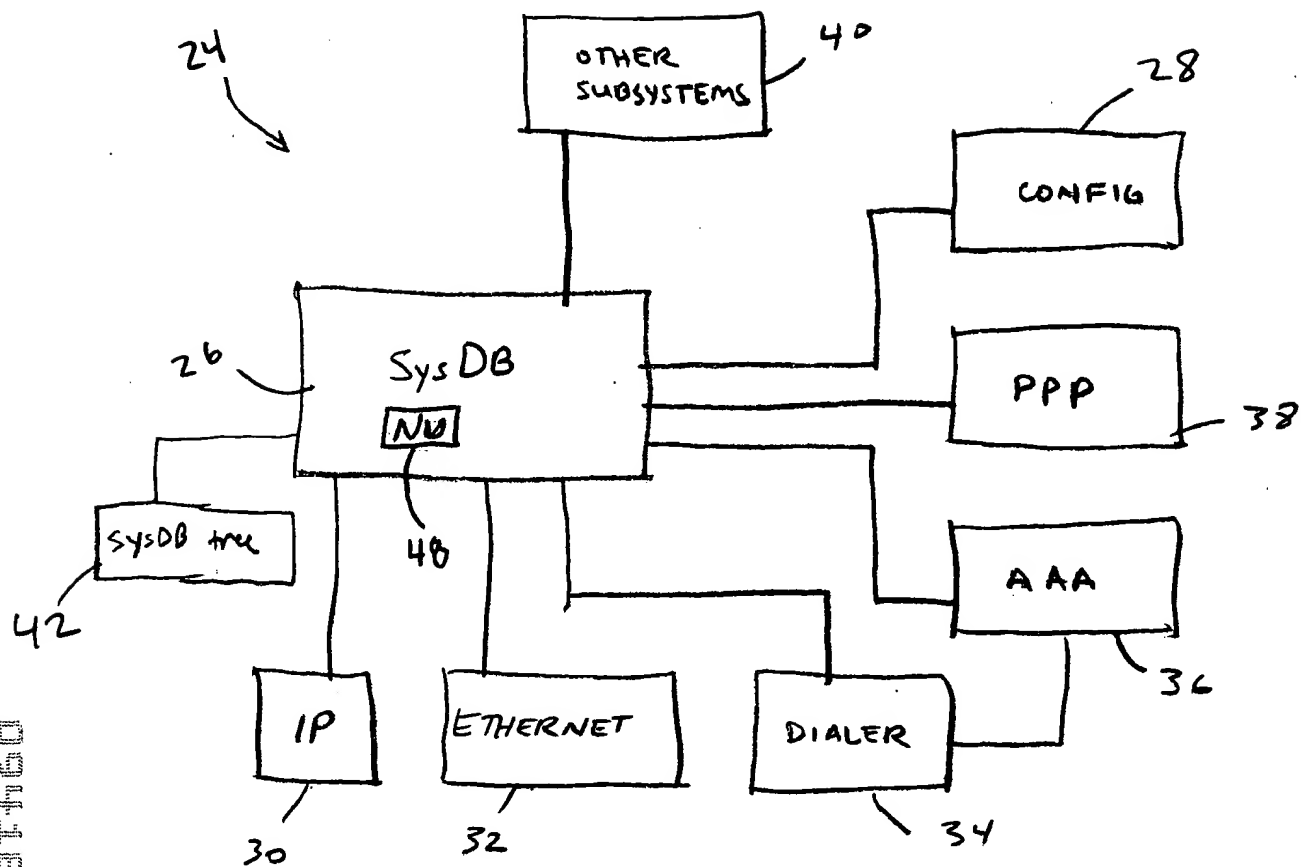 24
OTHER
SUBSYSTEMS
40
28
CONFIG
26
SysDB
NU
48
PPP
38
SysDB tree
42
AAA
36
IP
30
ETHERNET
32
DIALER
34